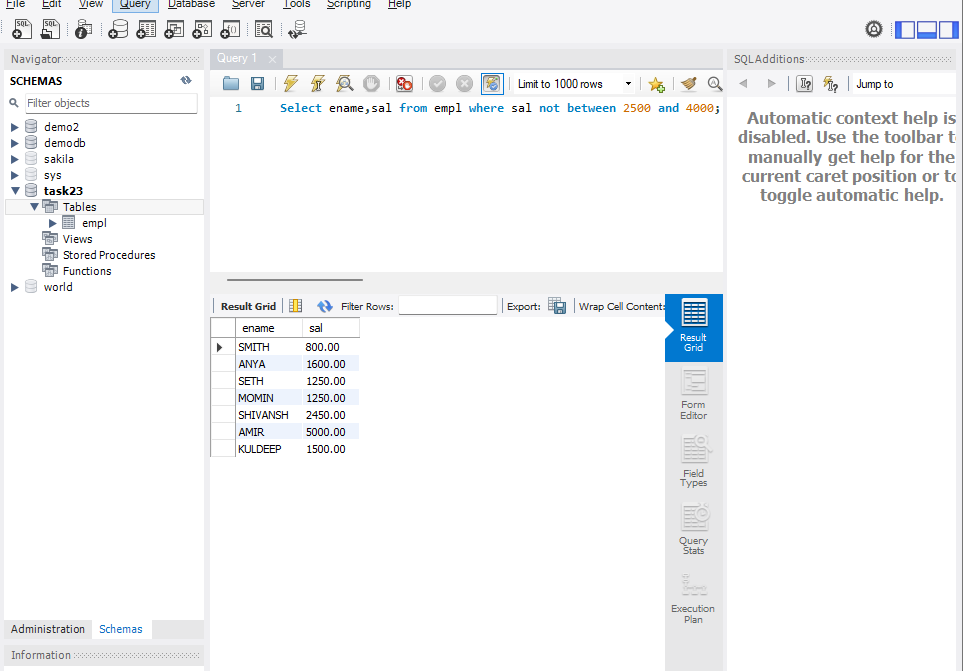 File Edit View Query Database Server Tools Scripting Help
Navigator
SCHEMAS
Filter objects
demo2
demodb
sakila
sys
task23
Tables
empl
Views
Stored Procedures
Functions
world
Administration Schemas
Information
Query 1
Limit to 1000 rows
1 Select ename,sal from empl where sal not between 2500 and 4000;
Result Grid Filter Rows: Export: Wrap Cell Content:
ename sal
SMITH 800.00
ANYA 1600.00
SETH 1250.00
MOMIN 1250.00
SHIVANSH 2450.00
AMIR 5000.00
KULDEEP 1500.00
Result
Grid
Form
Editor
Field
Types
Query
Stats
Execution
Plan
SQLAdditions
Jump to
Automatic context help is
disabled. Use the toolbar t
manually get help for the
current caret position or to
toggle automatic help.